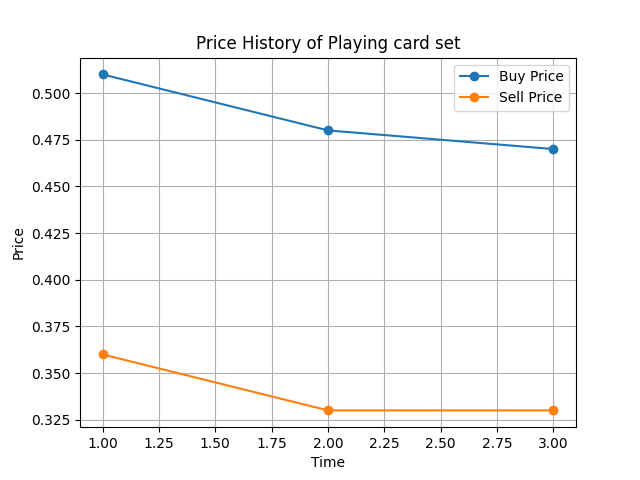 Price History of Playing card set
Buy Price
Sell Price
0.500
0.475
0.450
0.425
0.400
0.375
0.350
0.325
Price
1.00 1.25 1.50 1.75 2.00 2.25 2.50 2.75 3.00
Time